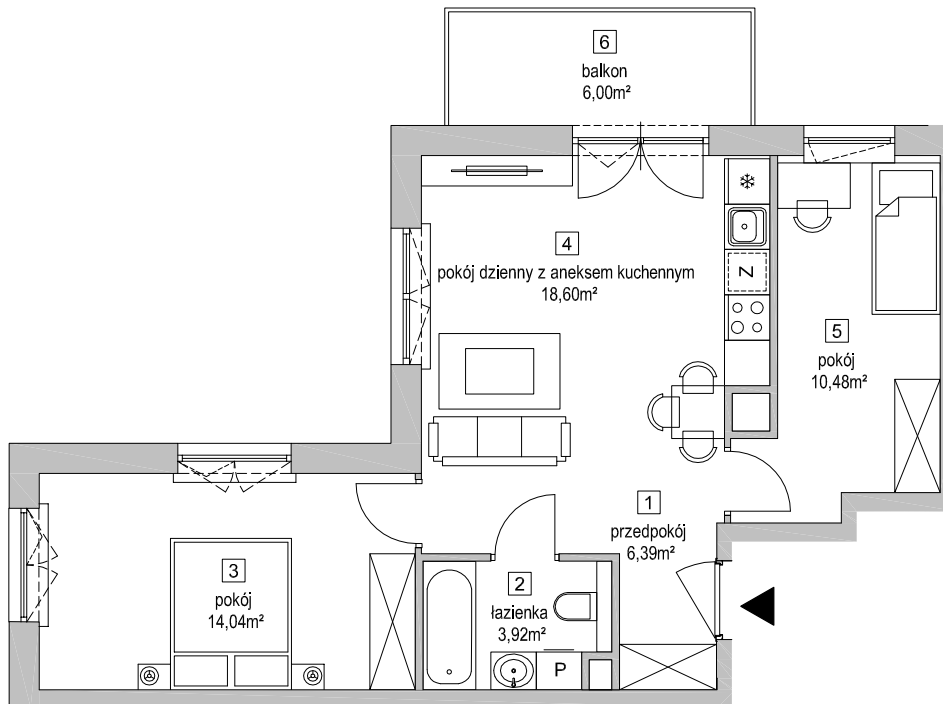 6
balkon
6,00m²
4
pokój dzienny z aneksem kuchennym
18,60m²
Z
5
pokój
10,48m²
1
przedpokój
6,39m²
3
pokój
14,04m²
2
łazienka
3,92m²
P